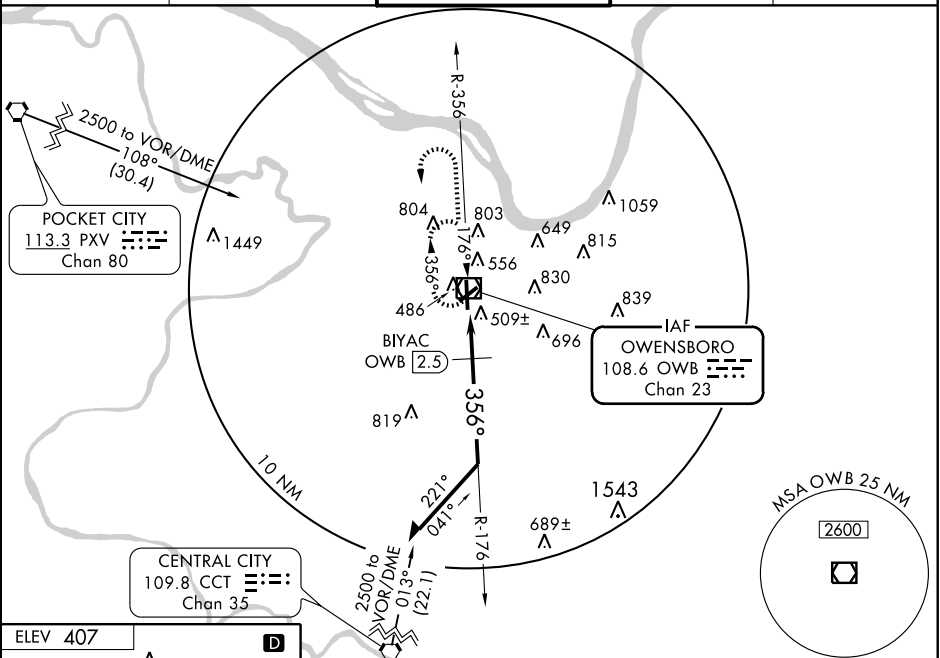 R-356
2500 to VOR/DME
108°
(30.4)
POCKET CITY
113.3 PXV
Chan 80
1449
804
803
1059
649
815
176°
356°
556
830
486
509±
839
696
BIYAC
OWB 2.5
IAF
OWENSBORO
108.6 OWB
Chan 23
356°
819
10 NM
221°
041°
R-176
1543
689±
MSA OWB 25 NM
2600
CENTRAL CITY
109.8 CCT
Chan 35
2500 to
VOR/DME
013°
(22.1)
ELEV 407
D